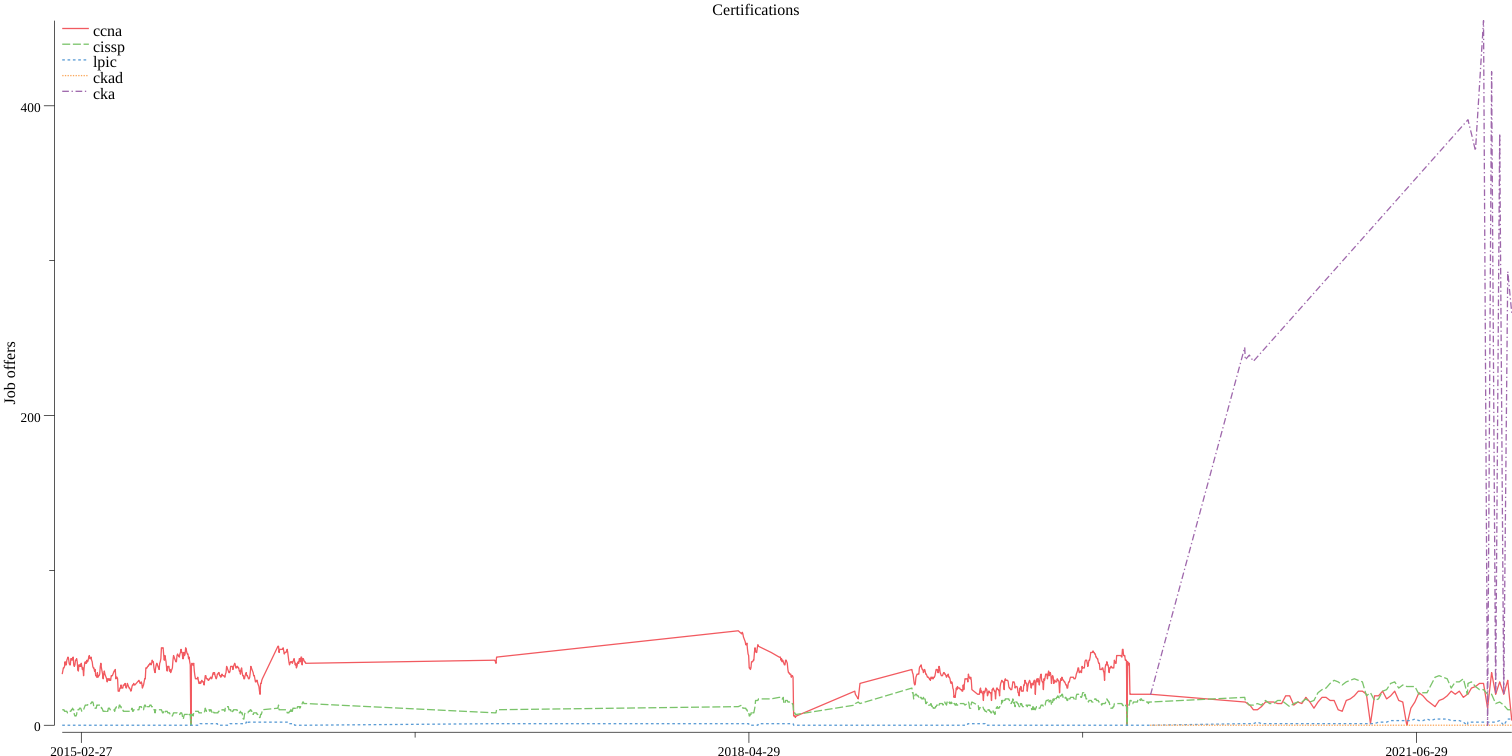 Certifications
ccna
cissp
lpic
ckad
cka
400
200
0
Job offers
2015-02-27
2018-04-29
2021-06-29